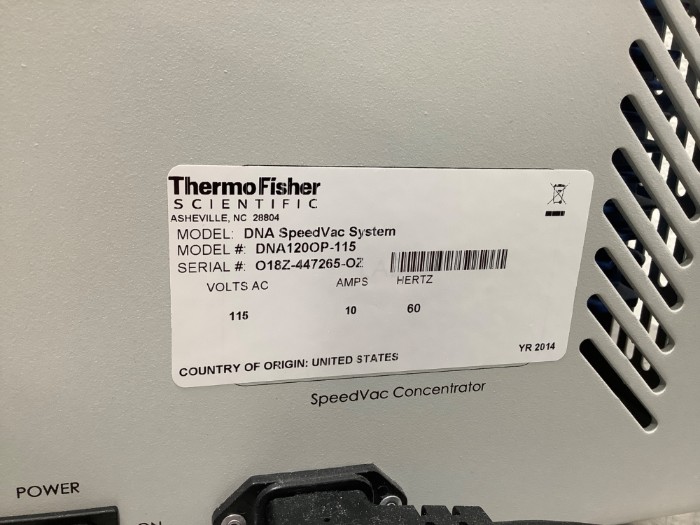 ThermoFisher
SCIENTIFIC
ASHEVILLE, NC 28804
MODEL: DNA SpeedVac System
MODEL #: DNA120OP-115
SERIAL #: O18Z-447265-OZ
VOLTS AC AMPS HERTZ
115 10 60
COUNTRY OF ORIGIN: UNITED STATES YR 2014
SpeedVac Concentrator
POWER
ON